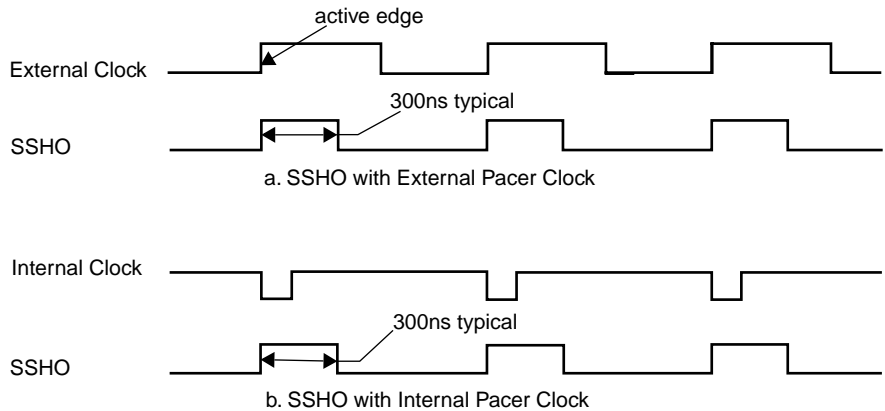 active edge
External Clock
300ns typical
SSHO
a. SSHO with External Pacer Clock
Internal Clock
300ns typical
SSHO
b. SSHO with Internal Pacer Clock